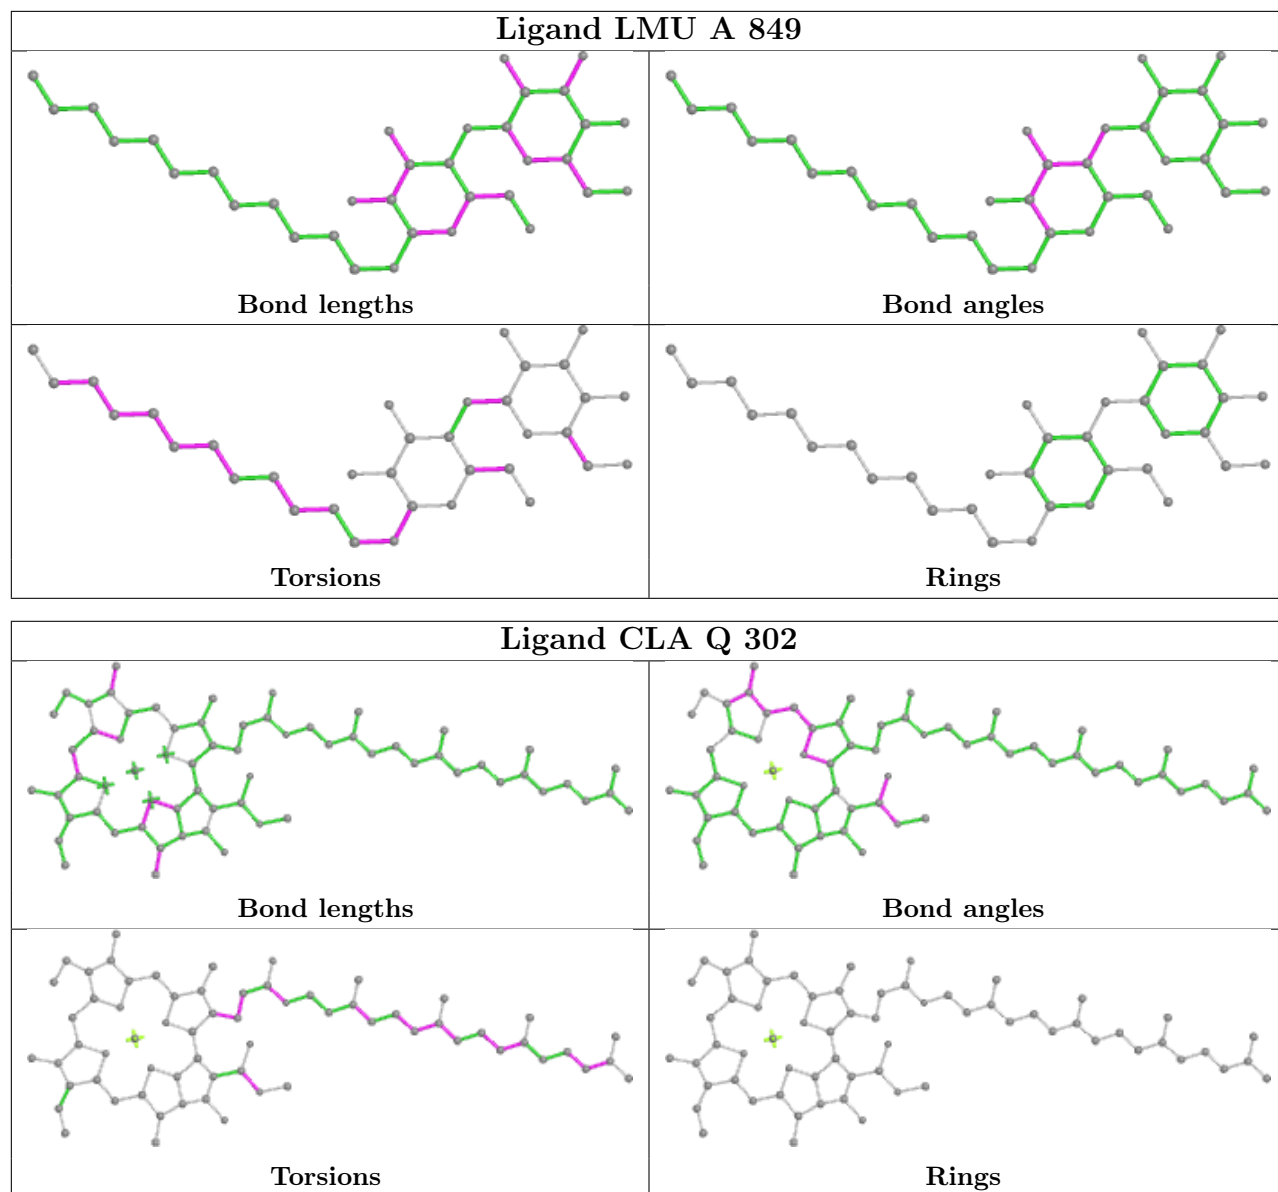 Ligand LMU A 849
Bond lengths
Bond angles
Torsions
Rings
Ligand CLA Q 302
Bond lengths
Bond angles
Torsions
Rings